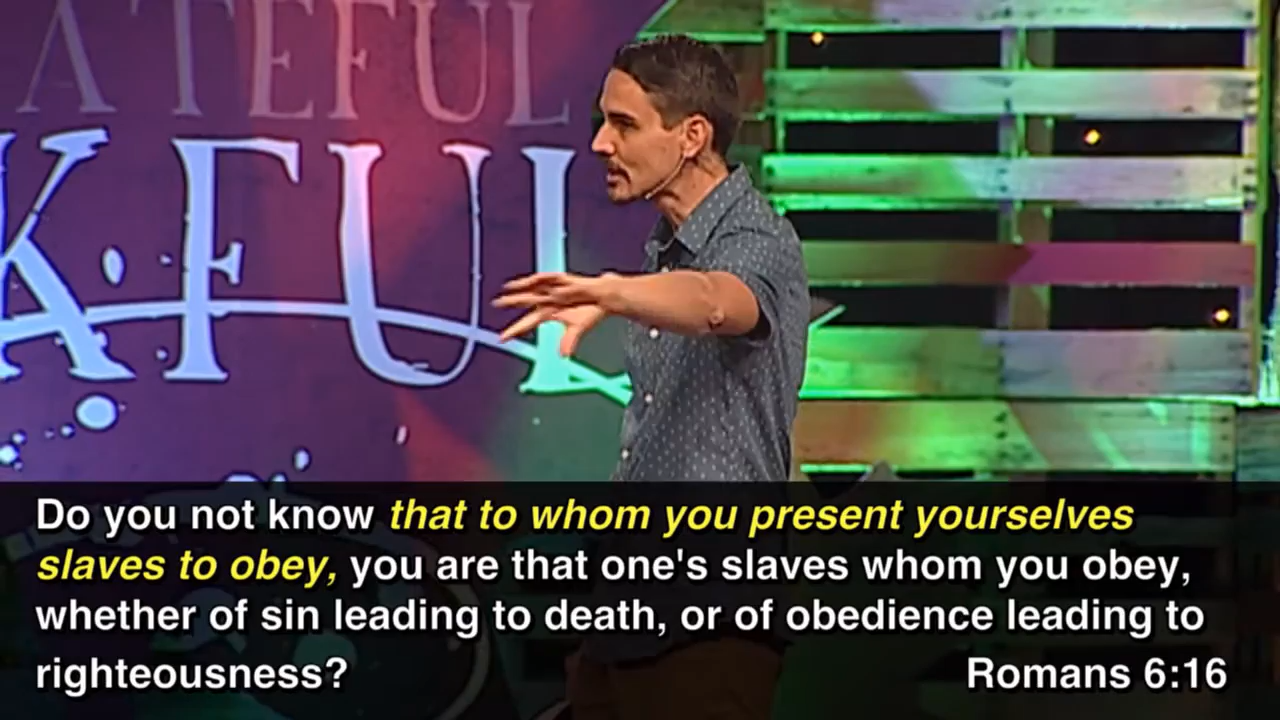 ATEFUL
KFUL
Do you not know that to whom you present yourselves
slaves to obey, you are that one's slaves whom you obey,
whether of sin leading to death, or of obedience leading to
righteousness? Romans 6:16